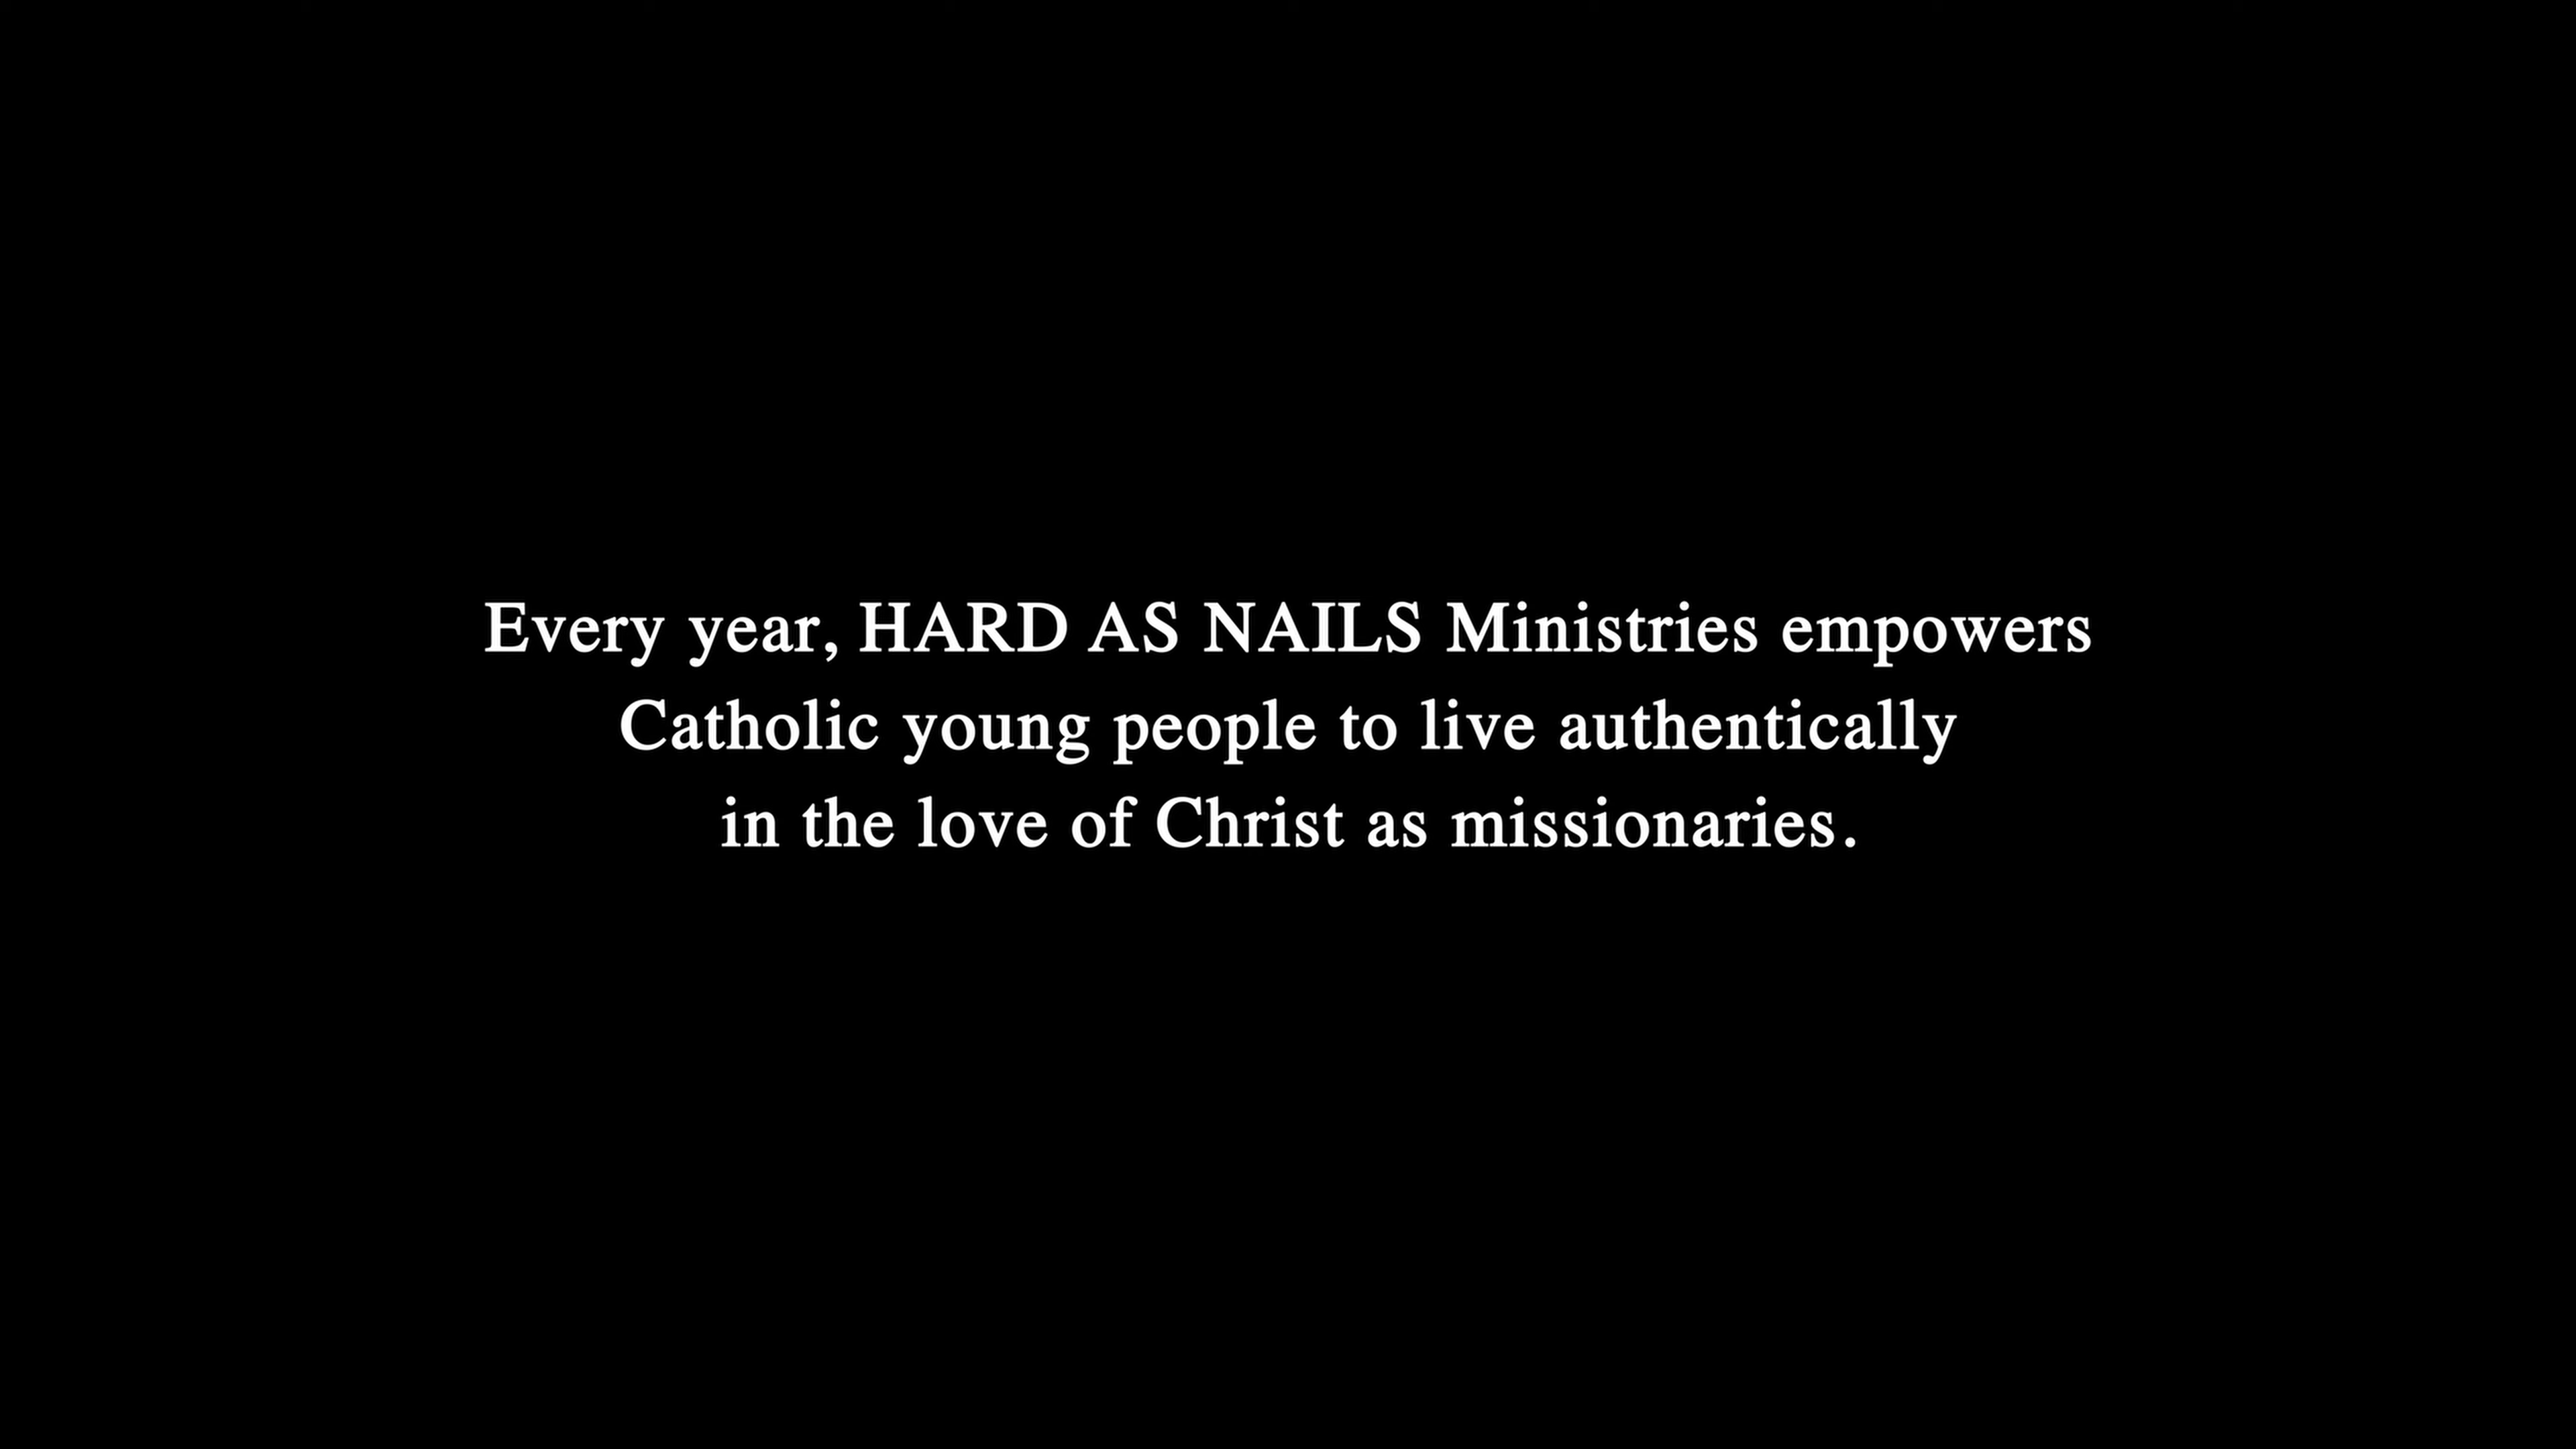 Every year, HARD AS NAILS Ministries empowers
Catholic young people to live authentically
in the love of Christ as missionaries.